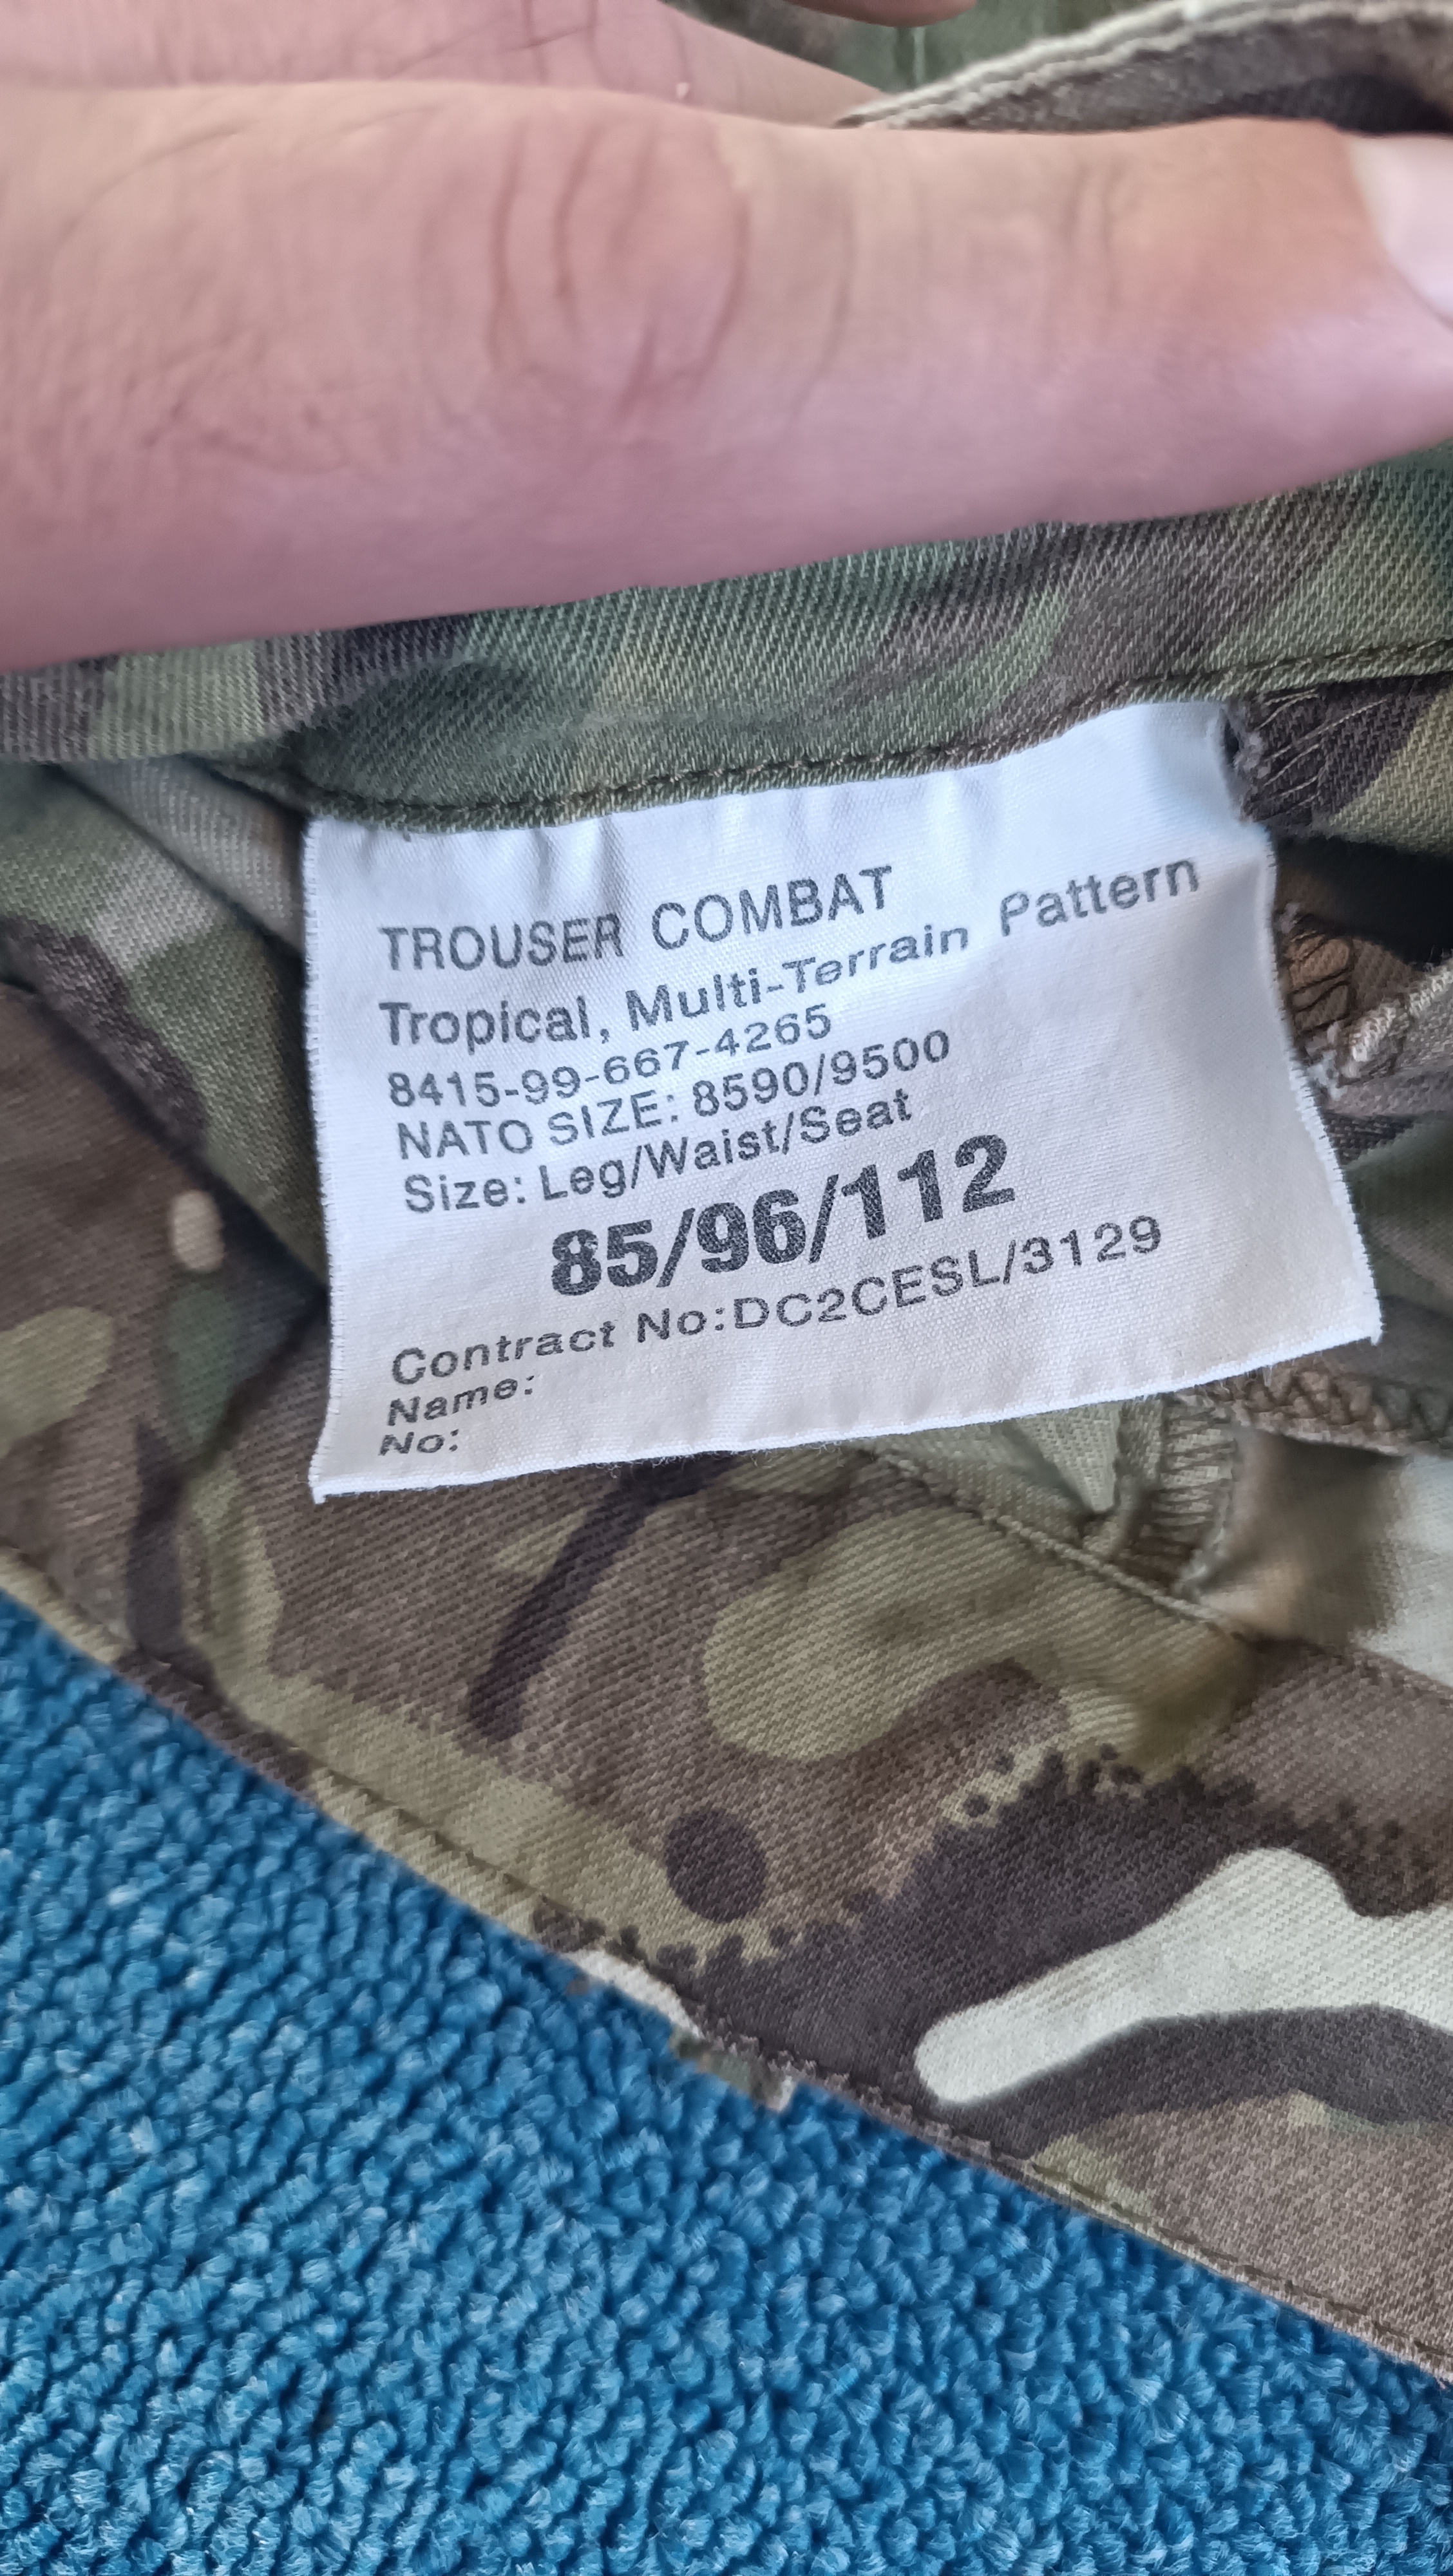 TROUSER COMBAT
Tropical, Multi-Terrain Pattern
8415-99-667-4265
NATO SIZE: 8590/9500
Size: Leg/Waist/Seat
85/96/112
Contract No:DC2CESL/3129
Name:
No: